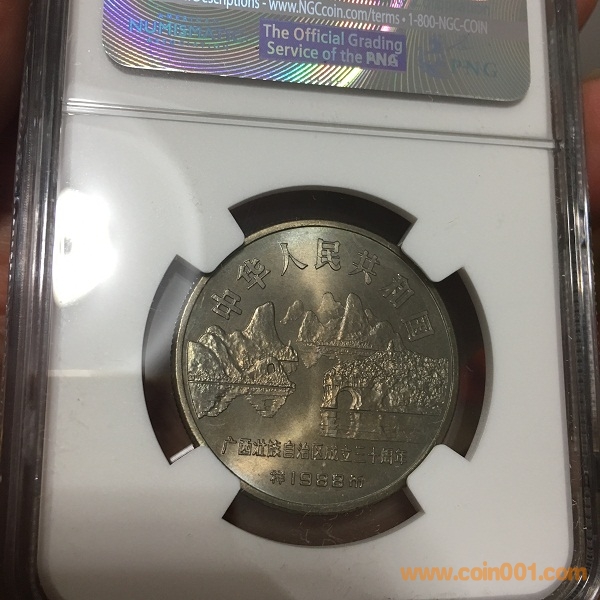 Descriptions - www.NGCcoin.com/terms • 1-800-NGC-COIN
The Official Grading
Service of the PNG
PNG
中华人民共和国
广西壮族自治区成立三十周年
1988
www.coin001.com